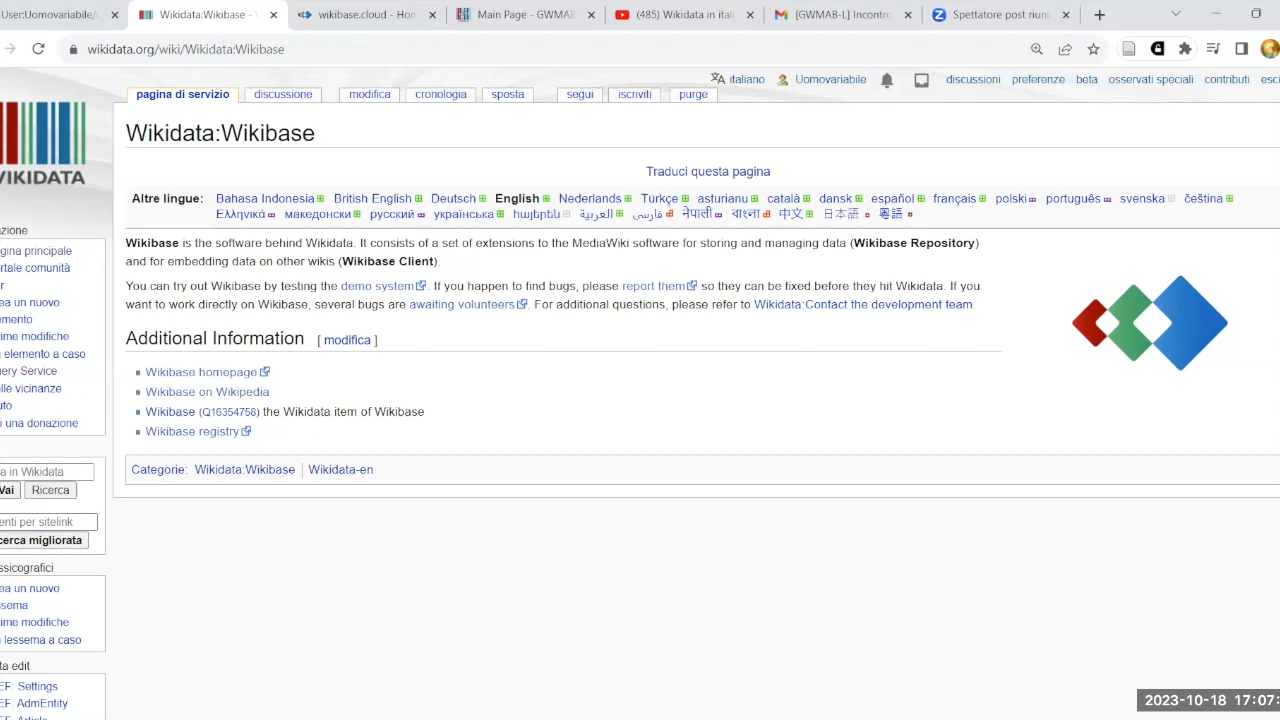 User:Uomovariabile/
Wikidata:Wikibase -
wikibase.cloud - Hon
Main Page - GWMAB
(485) Wikidata in itali
[GWMAB-L] Incontro
Spettatore post riuni
wikidata.org/wiki/Wikidata:Wikibase
italiano Uomovariabile discussioni preferenze beta osservati speciali contributi esci
pagina di servizio discussione modifica cronologia sposta segui iscriviti purge
VIKIDATA
Wikidata:Wikibase
Traduci questa pagina
Altre lingue: Bahasa Indonesia British English Deutsch English Nederlands Türkçe asturianu català dansk español français polski português svenska čeština
Ελληνικά македонски русский українська հայերեն العربية فارسی नेपाली বাংলা 中文 日本語 粵語
Wikibase is the software behind Wikidata. It consists of a set of extensions to the MediaWiki software for storing and managing data (Wikibase Repository)
and for embedding data on other wikis (Wikibase Client).
You can try out Wikibase by testing the demo system. If you happen to find bugs, please report them so they can be fixed before they hit Wikidata. If you
want to work directly on Wikibase, several bugs are awaiting volunteers. For additional questions, please refer to Wikidata:Contact the development team.
Additional Information [ modifica ]
Wikibase homepage
Wikibase on Wikipedia
Wikibase (Q16354758) the Wikidata item of Wikibase
Wikibase registry
Categorie: Wikidata:Wikibase Wikidata-en
azione
gina principale
rtale comunità
r
ea un nuovo
emento
ime modifiche
elemento a caso
ery Service
lle vicinanze
uto
i una donazione
a in Wikidata
Vai Ricerca
enti per sitelink
cerca migliorata
ssicografici
ea un nuovo
ssema
ime modifiche
lessema a caso
ta edit
EF: Settings
EF: AdmEntity
EF: Article
2023-10-18 17:07: